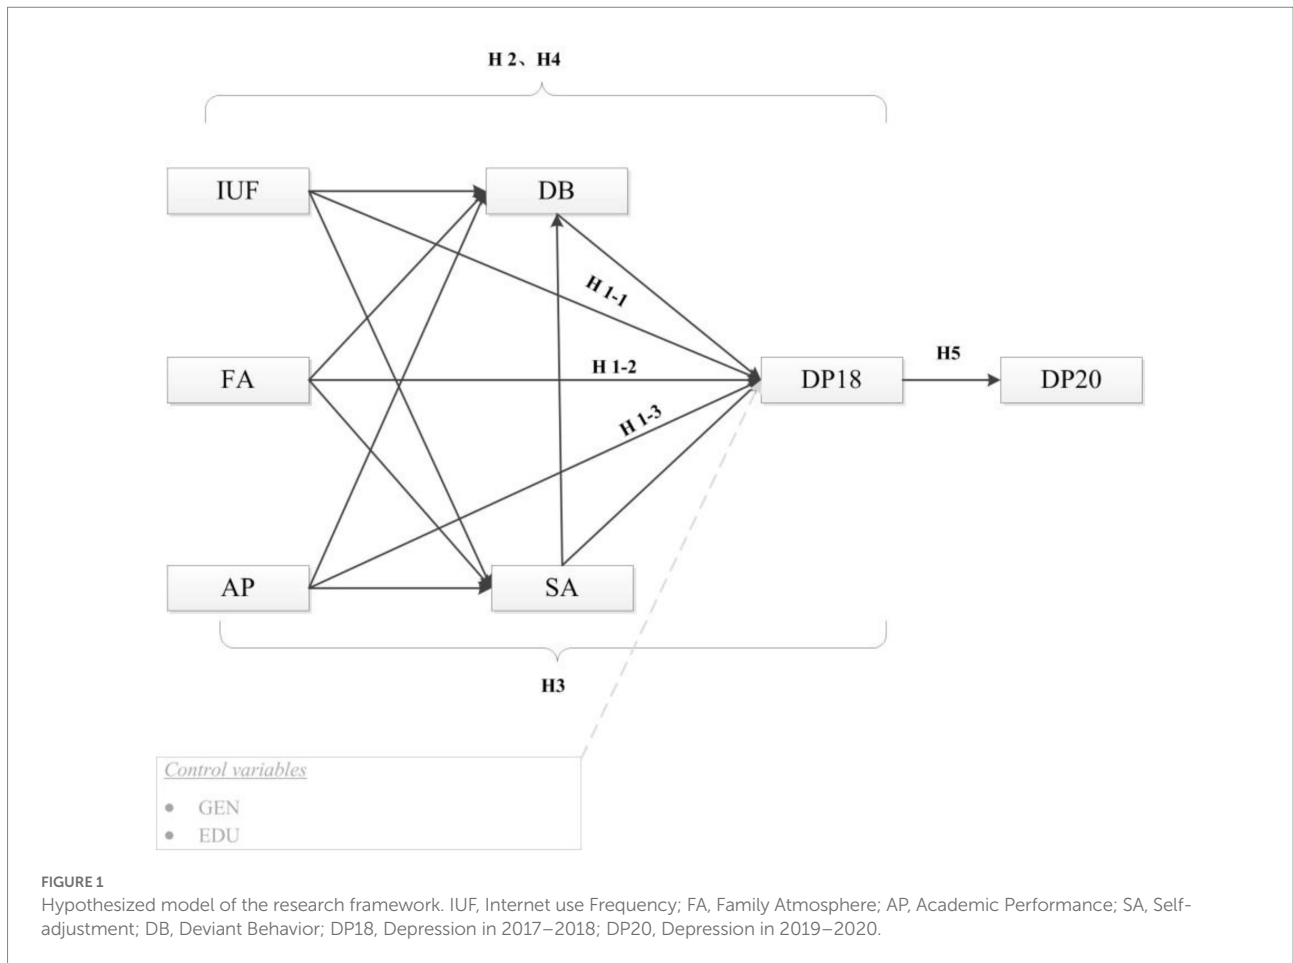 H 2、H4
IUF
DB
H 1-1
FA
H 1-2
DP18
H5
DP20
H 1-3
AP
SA
H3
Control variables
● GEN
● EDU
FIGURE 1
Hypothesized model of the research framework. IUF, Internet use Frequency; FA, Family Atmosphere; AP, Academic Performance; SA, Self-
adjustment; DB, Deviant Behavior; DP18, Depression in 2017–2018; DP20, Depression in 2019–2020.